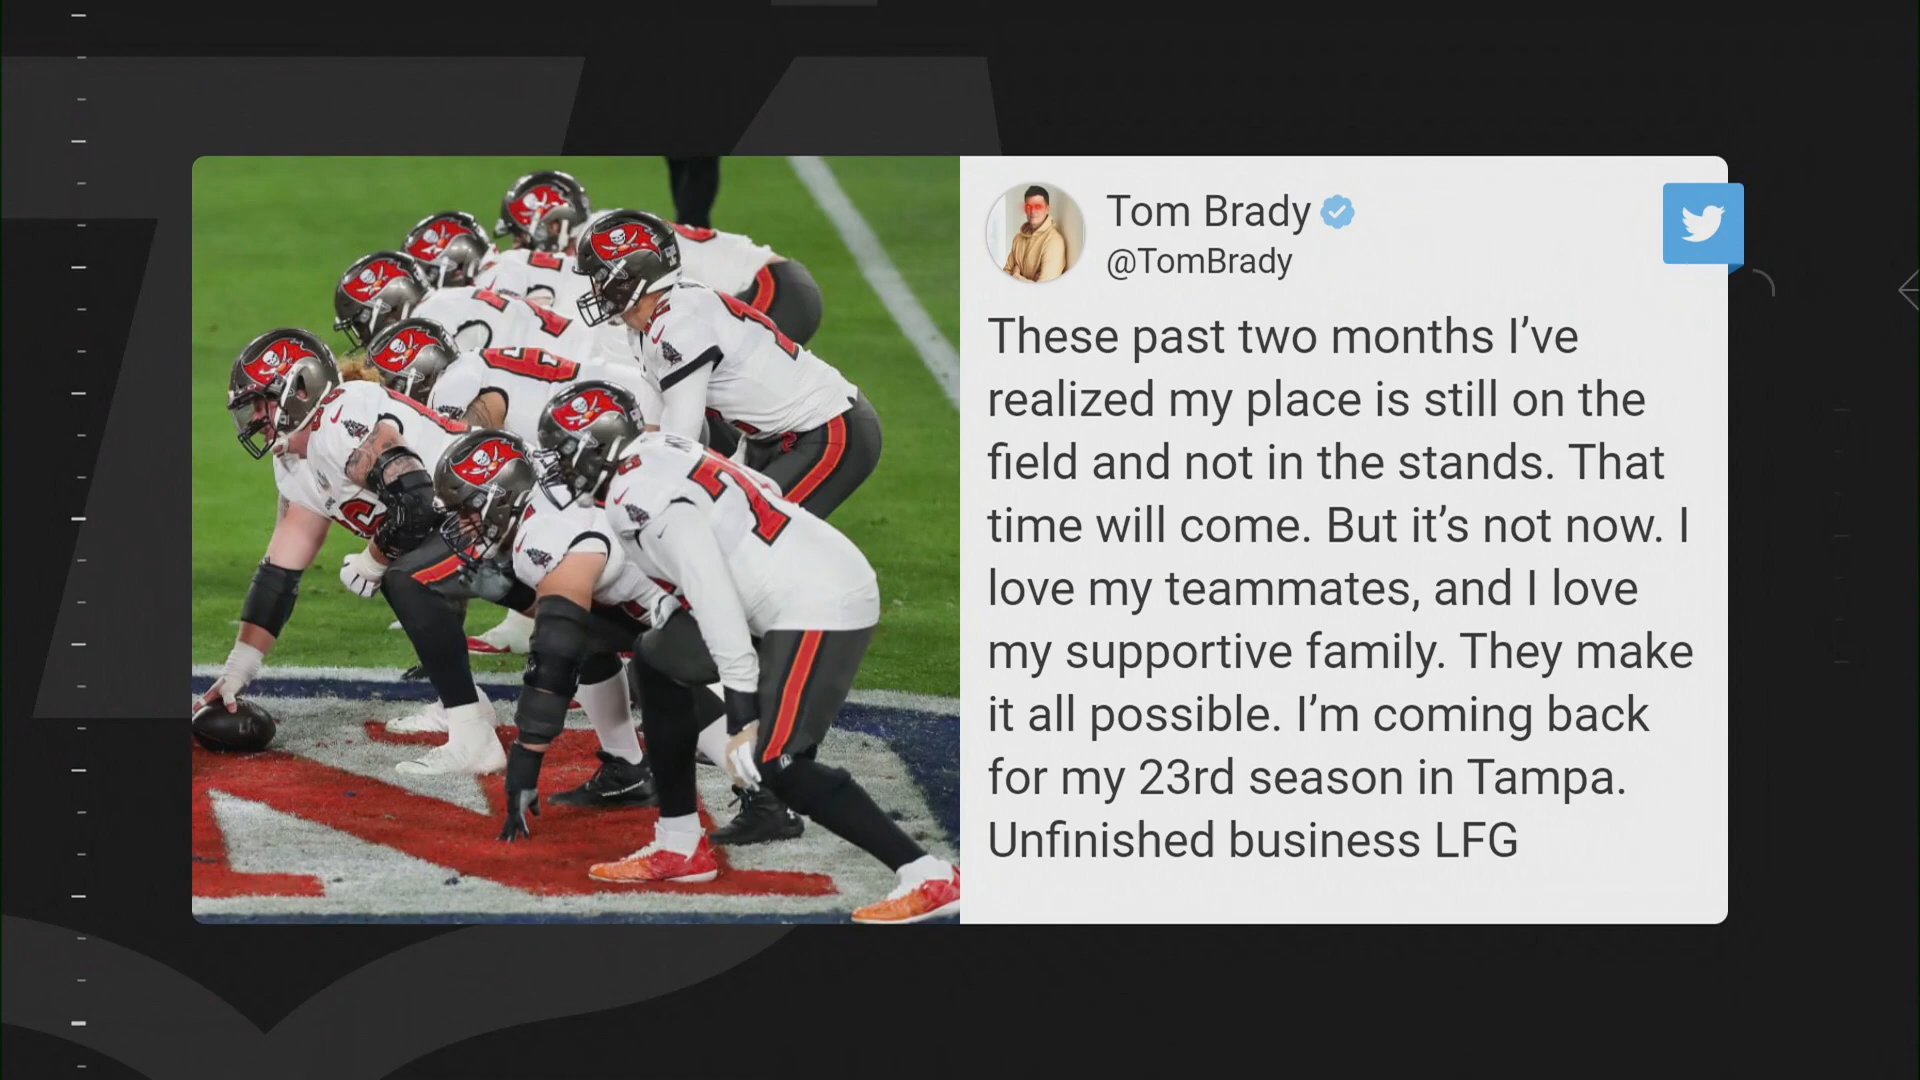 Tom Brady
@TomBrady
These past two months I’ve
realized my place is still on the
field and not in the stands. That
time will come. But it’s not now. I
love my teammates, and I love
my supportive family. They make
it all possible. I’m coming back
for my 23rd season in Tampa.
Unfinished business LFG